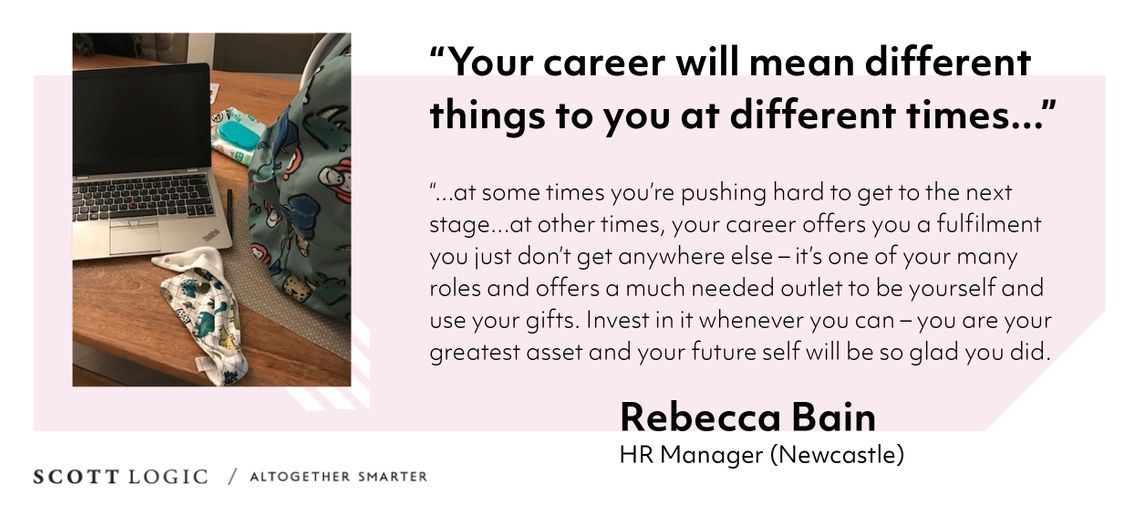 “Your career will mean different
things to you at different times...”
“...at some times you’re pushing hard to get to the next
stage...at other times, your career offers you a fulfilment
you just don’t get anywhere else – it’s one of your many
roles and offers a much needed outlet to be yourself and
use your gifts. Invest in it whenever you can – you are your
greatest asset and your future self will be so glad you did.
Rebecca Bain
HR Manager (Newcastle)
SCOTT LOGIC / ALTOGETHER SMARTER
ThinkPad